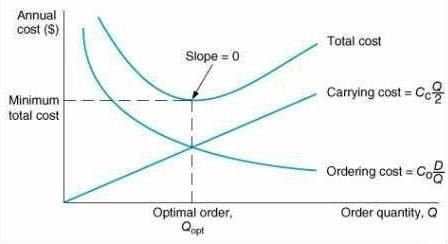 Annual
cost ($)
Slope = 0
Total cost
Minimum
total cost
Carrying cost = C_c Q/2
Ordering cost = C_o D/Q
Optimal order,
Q_opt
Order quantity, Q